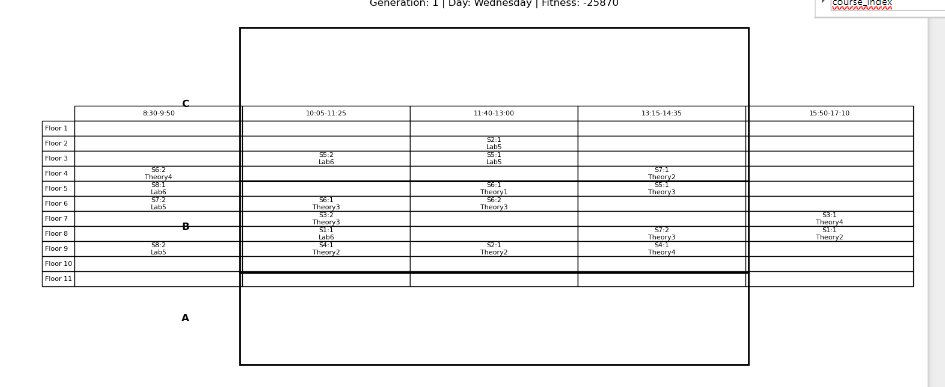 Generation: 1 | Day: Wednesday | Fitness: -25870
course_index
C
8:30-9:50 10:05-11:25 11:40-13:00 13:15-14:35 15:50-17:10
Floor 1
Floor 2 S2:1
Lab5
Floor 3 S5:2 S5:1
Lab6 Lab5
Floor 4 S6:2 S7:1
Theory4 Theory2
Floor 5 S8:1 S6:1 S5:1
Lab6 Theory1 Theory3
Floor 6 S7:2 S6:1 S6:2
Lab5 Theory3 Theory3
Floor 7 S3:2 S3:1
Theory3 Theory4
B
Floor 8 S1:1 S7:2 S1:1
Lab6 Theory3 Theory2
Floor 9 S8:2 S4:1 S2:1 S4:1
Lab5 Theory2 Theory2 Theory4
Floor 10
Floor 11
A